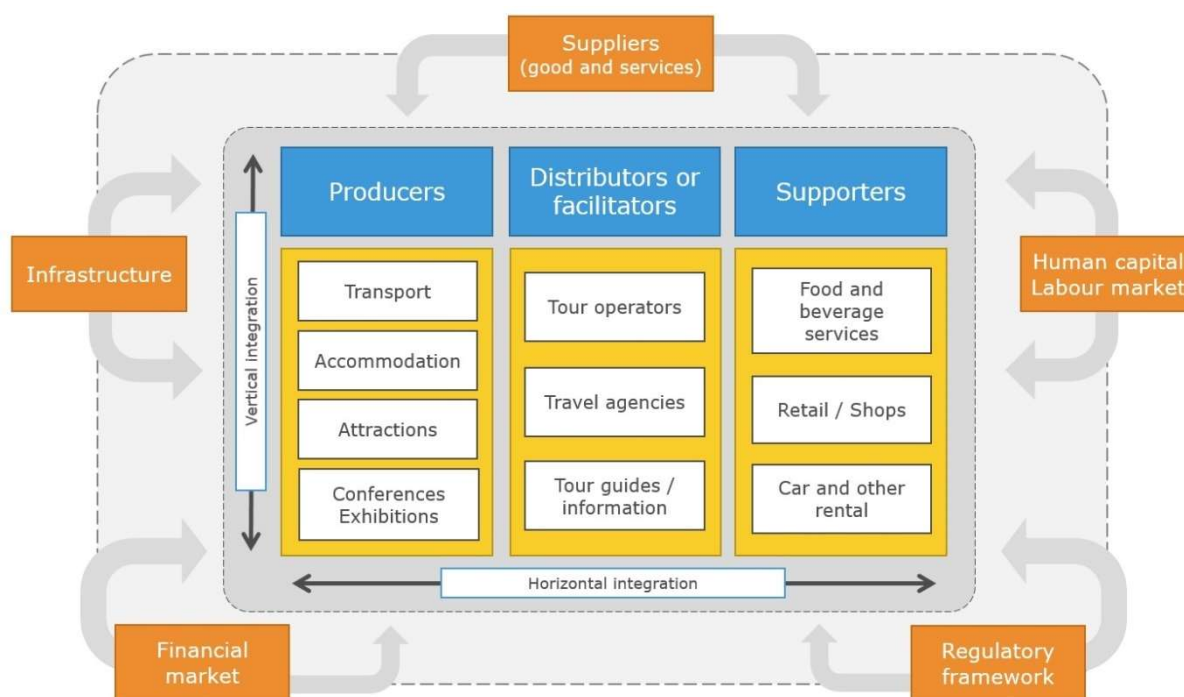 Suppliers
(good and services)
Producers
Distributors or
facilitators
Supporters
Infrastructure
Human capital
Labour market
Vertical integration
Transport
Accommodation
Attractions
Conferences
Exhibitions
Tour operators
Travel agencies
Tour guides /
information
Food and
beverage
services
Retail / Shops
Car and other
rental
Horizontal integration
Financial
market
Regulatory
framework